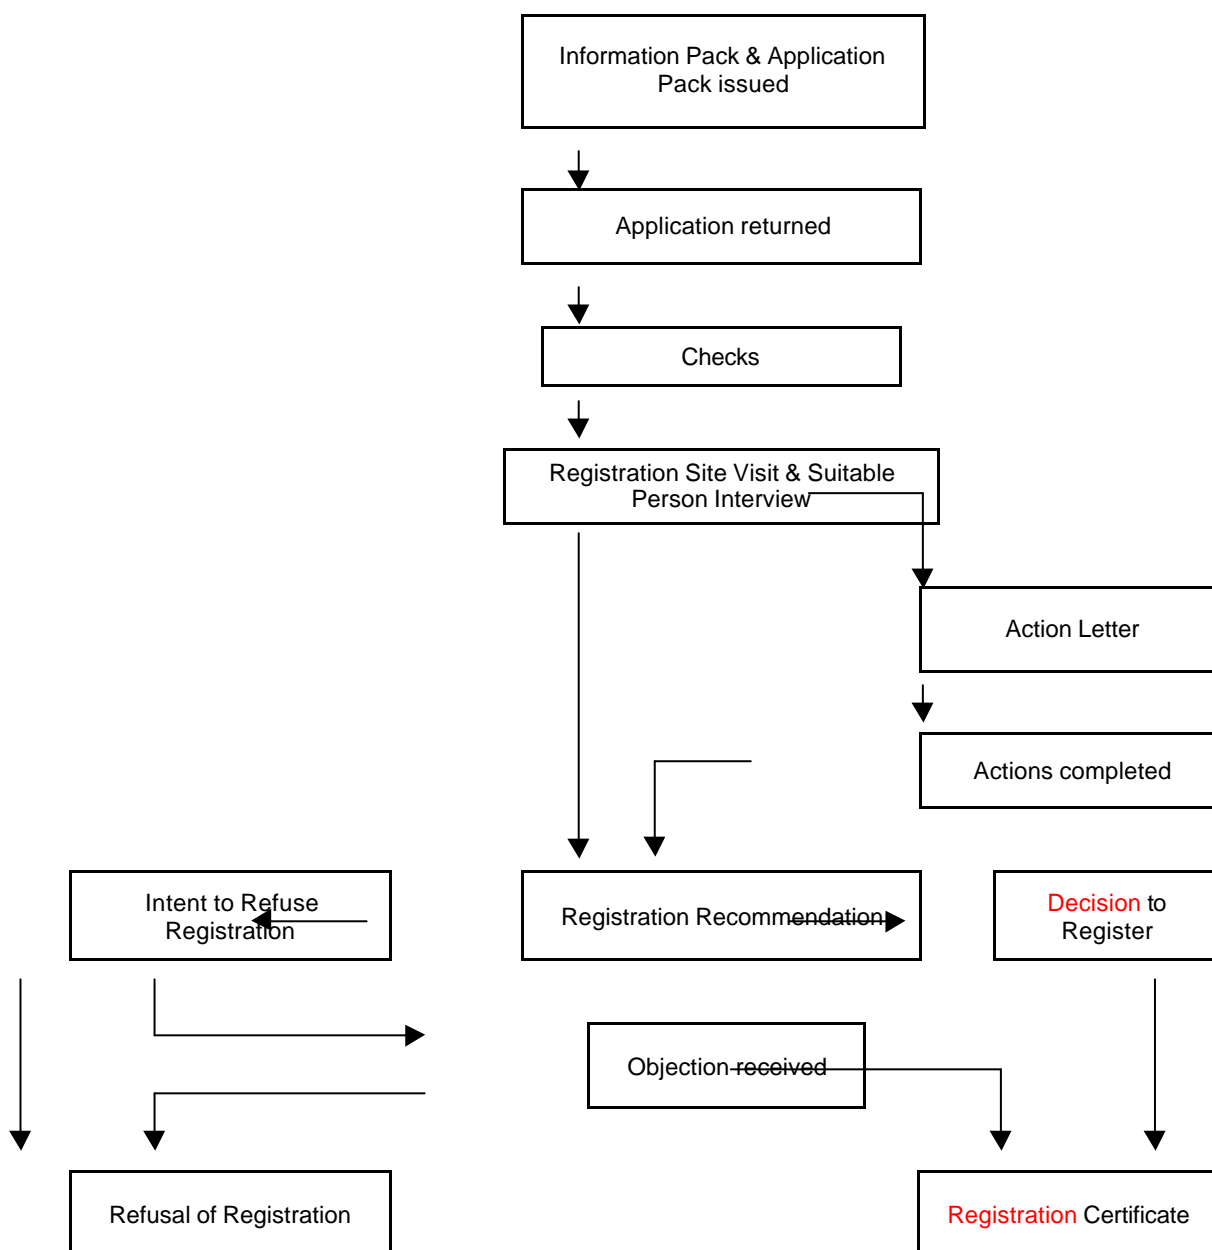 Information Pack & Application
Pack issued
Application returned
Checks
Registration Site Visit & Suitable
Person Interview
Action Letter
Actions completed
Intent to Refuse
Registration
Registration Recommendation
Decision to
Register
Objection received
Refusal of Registration
Registration Certificate